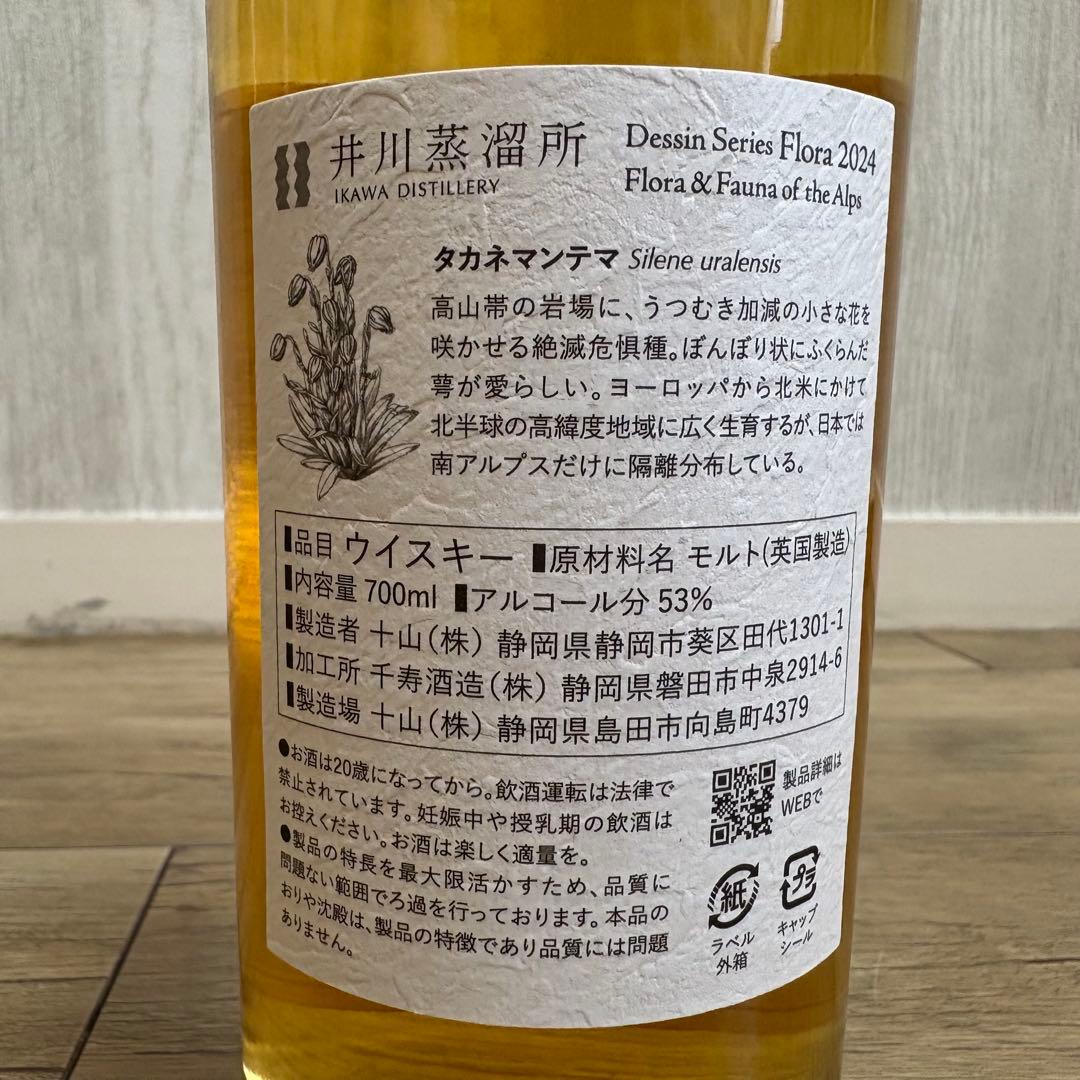 井川蒸溜所
IKAWA DISTILLERY
Dessin Series Flora 2024
Flora & Fauna of the Alps
タカネマンテマ Silene uralensis
高山帯の岩場に、うつむき加減の小さな花を
咲かせる絶滅危惧種。ぼんぼり状にふくらんだ
萼が愛らしい。ヨーロッパから北米にかけて
北半球の高緯度地域に広く生育するが、日本では
南アルプスだけに隔離分布している。
品目 ウイスキー 原材料名 モルト(英国製造)
内容量 700ml アルコール分 53%
製造者 十山(株) 静岡県静岡市葵区田代1301-1
加工所 千寿酒造(株) 静岡県磐田市中泉2914-6
製造場 十山(株) 静岡県島田市向島町4379
●お酒は20歳になってから。飲酒運転は法律で
禁止されています。妊娠中や授乳期の飲酒は
お控えください。お酒は楽しく適量を。
●製品の特長を最大限活かすため、品質に
問題ない範囲でろ過を行っております。本品の
おりや沈殿は、製品の特徴であり品質には問題
ありません。
製品詳細は
WEBで
紙
ラベル
外箱
プラ
キャップ
シール